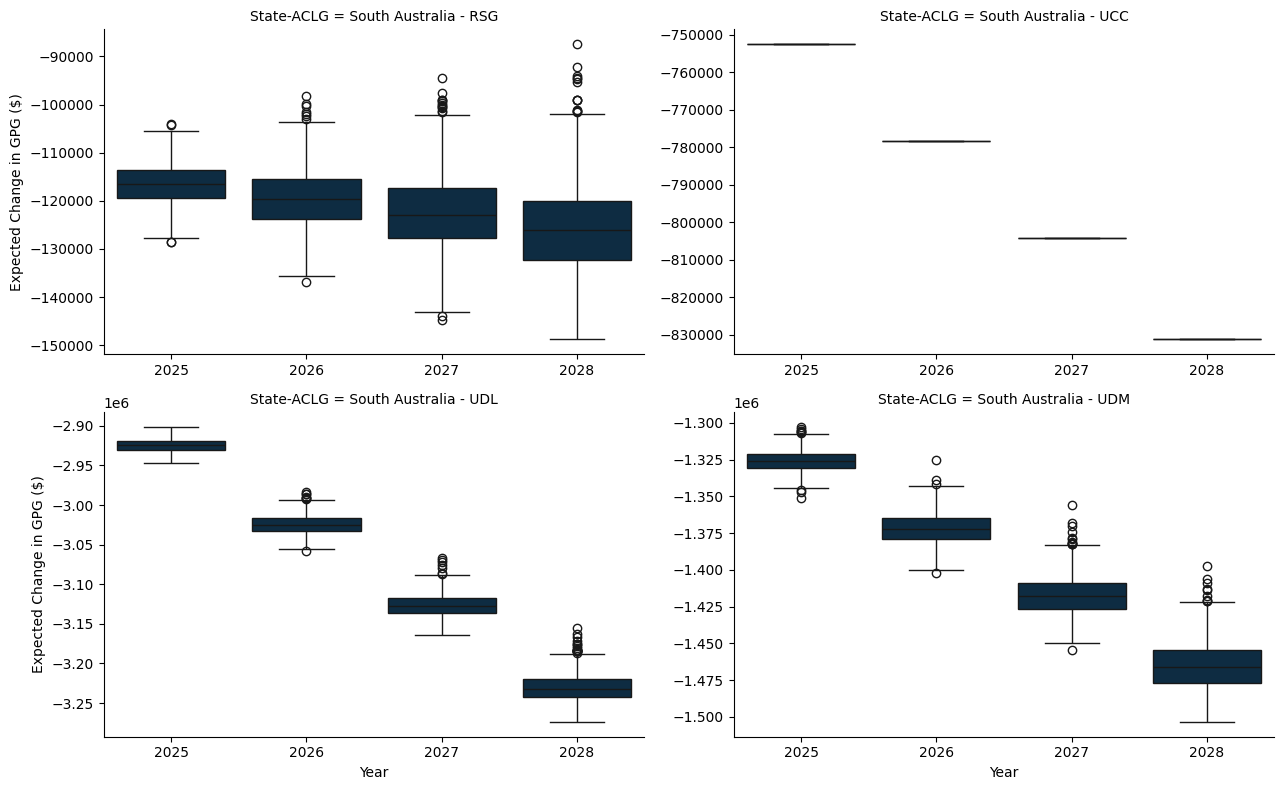 State-ACLG = South Australia - RSG
Expected Change in GPG ($)
−90000
−100000
−110000
−120000
−130000
−140000
−150000
2025 2026 2027 2028
State-ACLG = South Australia - UCC
−750000
−760000
−770000
−780000
−790000
−800000
−810000
−820000
−830000
2025 2026 2027 2028
State-ACLG = South Australia - UDL
1e6
Expected Change in GPG ($)
−2.90
−2.95
−3.00
−3.05
−3.10
−3.15
−3.20
−3.25
2025 2026 2027 2028
Year
State-ACLG = South Australia - UDM
1e6
−1.300
−1.325
−1.350
−1.375
−1.400
−1.425
−1.450
−1.475
−1.500
2025 2026 2027 2028
Year